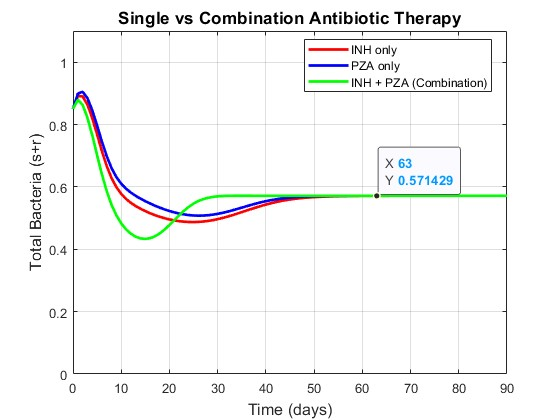 Single vs Combination Antibiotic Therapy
INH only
PZA only
INH + PZA (Combination)
X 63
Y 0.571429
Total Bacteria (s+r)
1
0.8
0.6
0.4
0.2
0
0 10 20 30 40 50 60 70 80 90
Time (days)